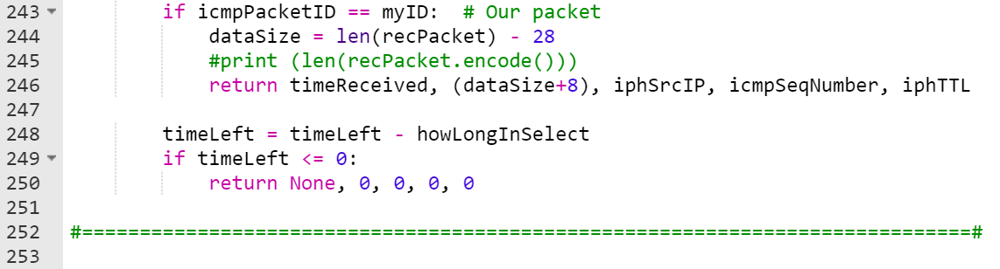 243 if icmpPacketID == myID:  # Our packet
244 dataSize = len(recPacket) - 28
245 #print (len(recPacket.encode()))
246 return timeReceived, (dataSize+8), iphSrcIP, icmpSeqNumber, iphTTL
247
248 timeLeft = timeLeft - howLongInSelect
249 if timeLeft <= 0:
250 return None, 0, 0, 0, 0
251
252 #=============================================================================#
253